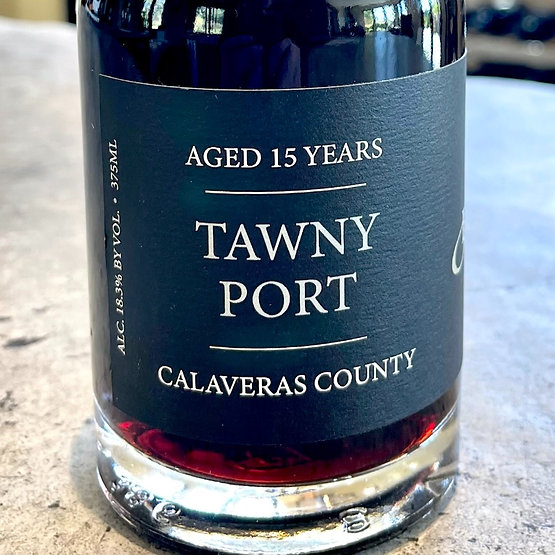 AGED 15 YEARS
TAWNY
PORT
CALAVERAS COUNTY
ALC. 18.3% BY VOL. • 375ML